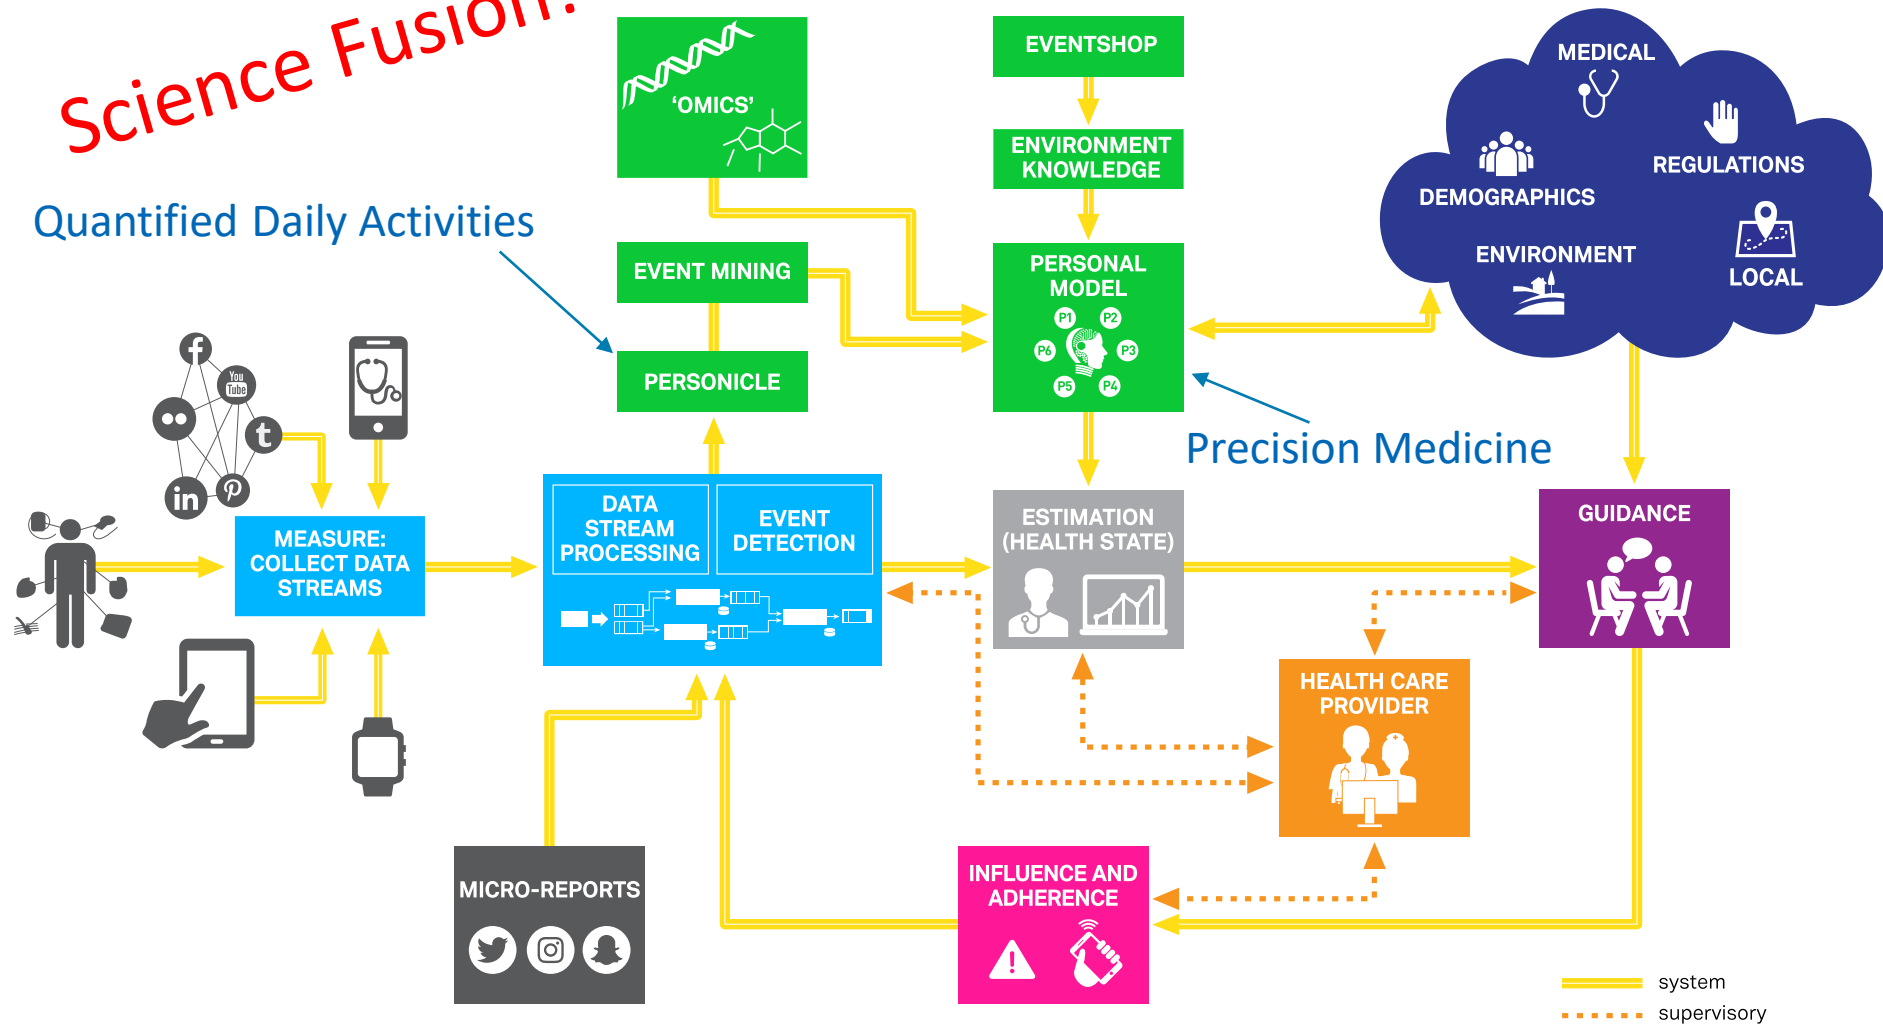 Science Fusion!
'OMICS'
EVENTSHOP
ENVIRONMENT
KNOWLEDGE
MEDICAL
REGULATIONS
DEMOGRAPHICS
ENVIRONMENT
LOCAL
Quantified Daily Activities
EVENT MINING
PERSONICLE
PERSONAL
MODEL
P1
P2
P6
P3
P5
P4
Precision Medicine
f
You
Tube
t
in
MEASURE:
COLLECT DATA
STREAMS
DATA
STREAM
PROCESSING
EVENT
DETECTION
ESTIMATION
(HEALTH STATE)
GUIDANCE
HEALTH CARE
PROVIDER
MICRO-REPORTS
INFLUENCE AND
ADHERENCE
system
supervisory